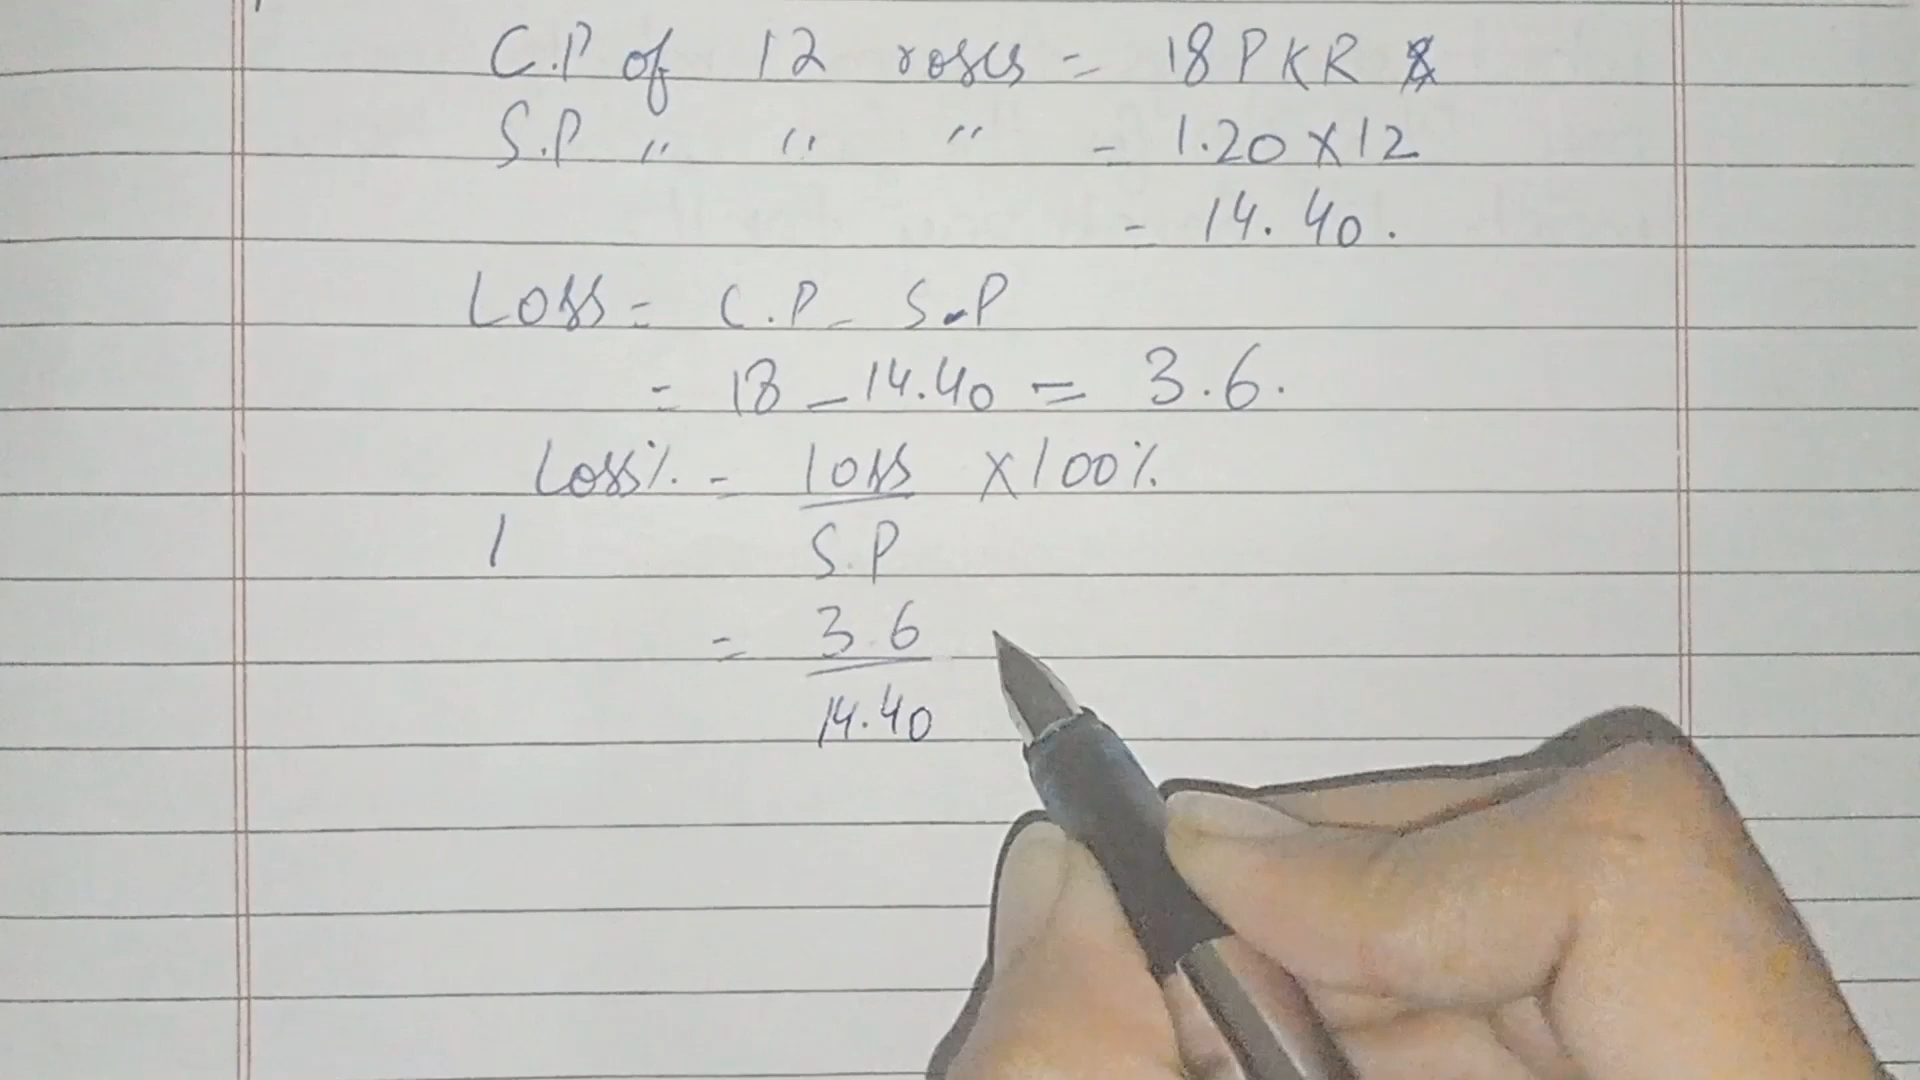 C.P of 12 roses = 18 PKR
S.P " " " = 1.20 X 12
= 14.40.
Loss = C.P - S.P
= 18 - 14.40 = 3.6.
Loss% = loss X 100%
S.P
= 3.6
14.40